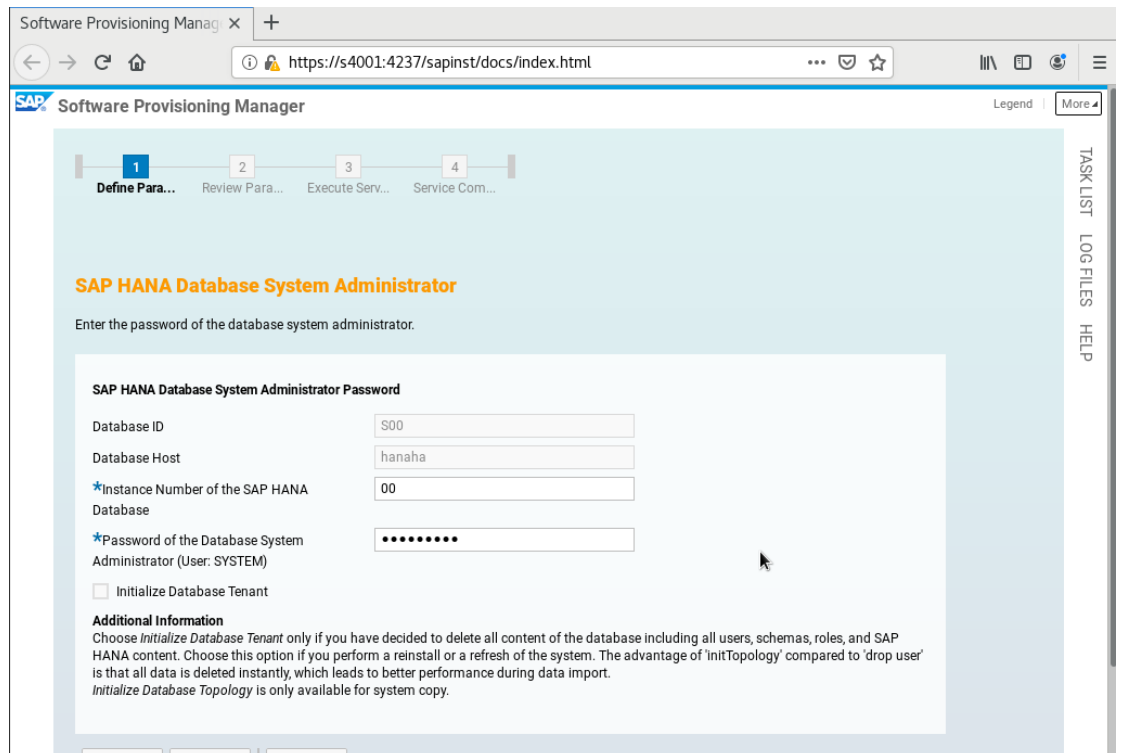 Software Provisioning Manag
https://s4001:4237/sapinst/docs/index.html
SAP Software Provisioning Manager
Legend
More
1
2
3
4
Define Para...
Review Para...
Execute Serv...
Service Com...
TASK LIST
LOG FILES
HELP
SAP HANA Database System Administrator
Enter the password of the database system administrator.
SAP HANA Database System Administrator Password
Database ID
S00
Database Host
hanaha
*Instance Number of the SAP HANA
Database
00
*Password of the Database System
Administrator (User: SYSTEM)
•••••••••
Initialize Database Tenant
Additional Information
Choose Initialize Database Tenant only if you have decided to delete all content of the database including all users, schemas, roles, and SAP
HANA content. Choose this option if you perform a reinstall or a refresh of the system. The advantage of 'initTopology' compared to 'drop user'
is that all data is deleted instantly, which leads to better performance during data import.
Initialize Database Topology is only available for system copy.